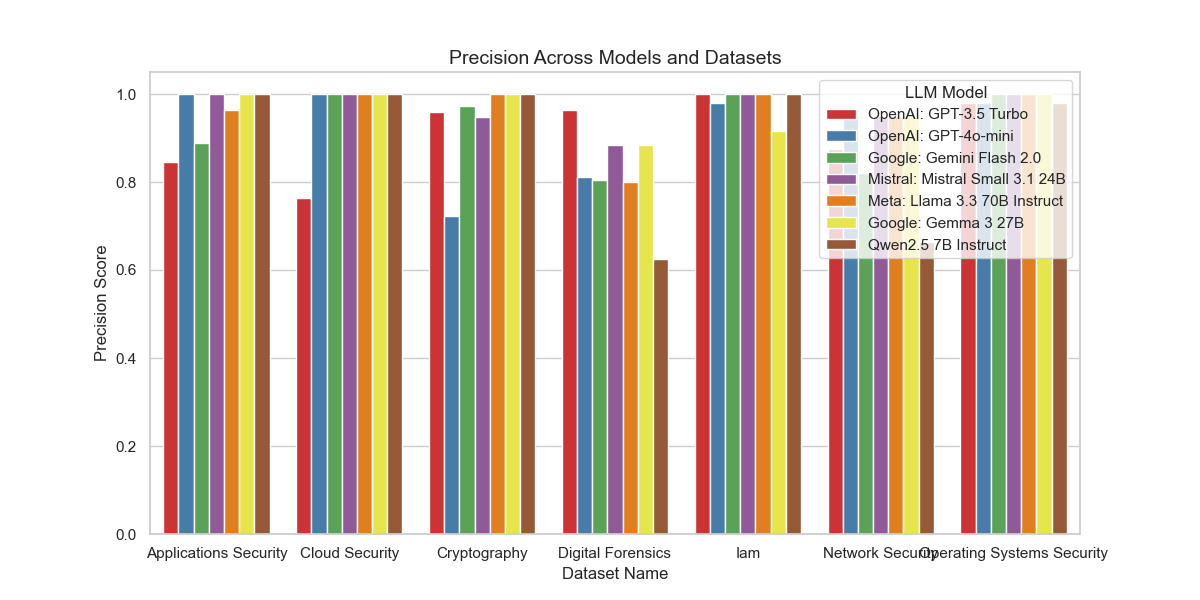 Precision Across Models and Datasets
LLM Model
OpenAI: GPT-3.5 Turbo
OpenAI: GPT-4o-mini
Google: Gemini Flash 2.0
Mistral: Mistral Small 3.1 24B
Meta: Llama 3.3 70B Instruct
Google: Gemma 3 27B
Qwen2.5 7B Instruct
Precision Score
1.0
0.8
0.6
0.4
0.2
0.0
Applications Security
Cloud Security
Cryptography
Digital Forensics
Iam
Network Security
Operating Systems Security
Dataset Name